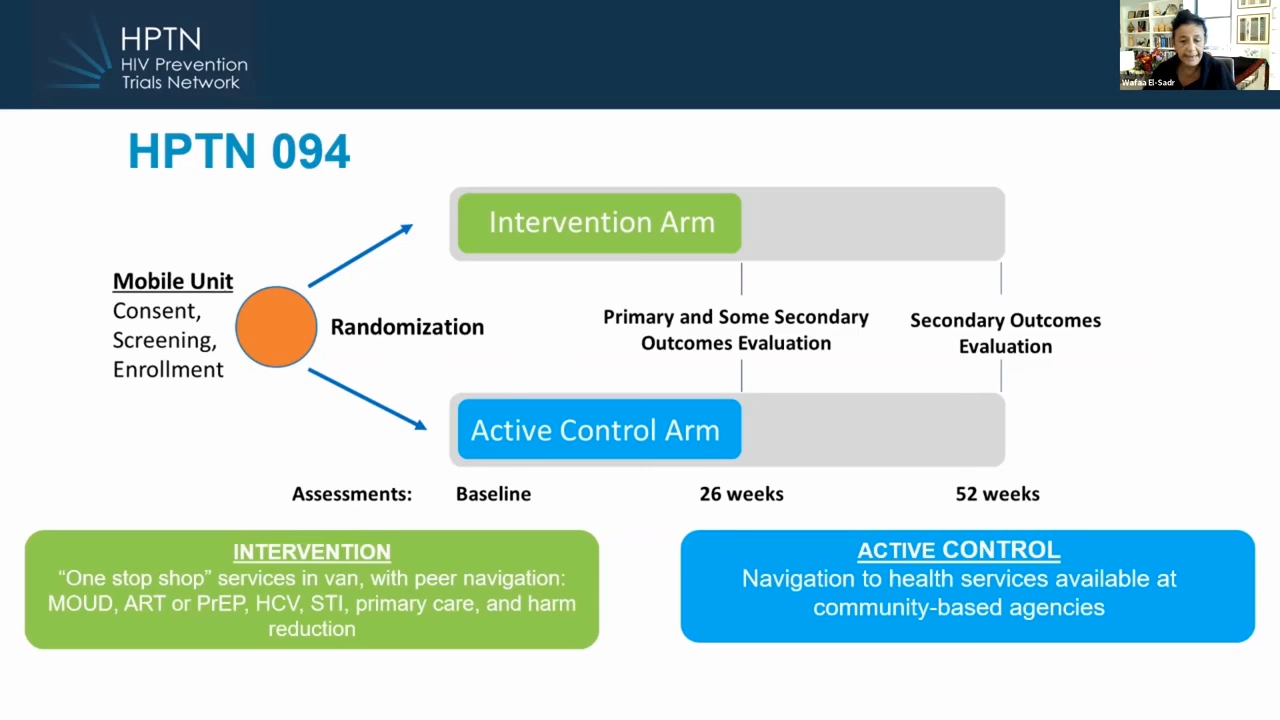 HPTN
HIV Prevention
Trials Network
Wafaa El-Sadr
HPTN 094
Intervention Arm
Mobile Unit
Consent,
Screening,
Enrollment
Randomization
Primary and Some Secondary
Outcomes Evaluation
Secondary Outcomes
Evaluation
Active Control Arm
Assessments: Baseline 26 weeks 52 weeks
INTERVENTION
“One stop shop” services in van, with peer navigation:
MOUD, ART or PrEP, HCV, STI, primary care, and harm
reduction
ACTIVE CONTROL
Navigation to health services available at
community-based agencies